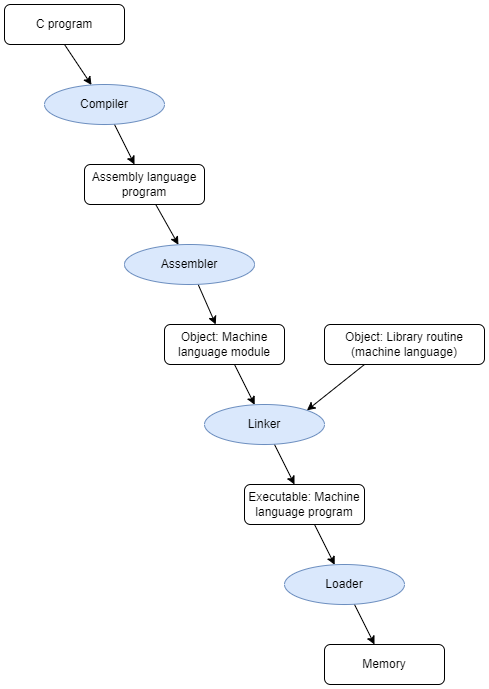 C program
Compiler
Assembly language
program
Assembler
Object: Machine
language module
Object: Library routine
(machine language)
Linker
Executable: Machine
language program
Loader
Memory